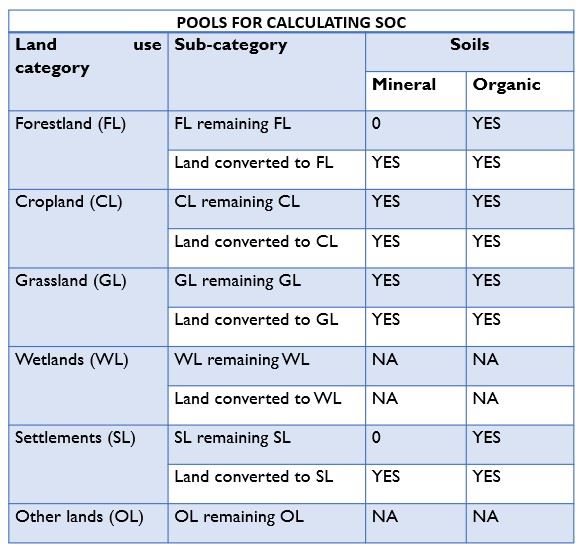 POOLS FOR CALCULATING SOC
Land use category Sub-category Soils
Mineral Organic
Forestland (FL) FL remaining FL 0 YES
Land converted to FL YES YES
Cropland (CL) CL remaining CL YES YES
Land converted to CL YES YES
Grassland (GL) GL remaining GL YES YES
Land converted to GL YES YES
Wetlands (WL) WL remaining WL NA NA
Land converted to WL NA NA
Settlements (SL) SL remaining SL 0 YES
Land converted to SL YES YES
Other lands (OL) OL remaining OL NA NA